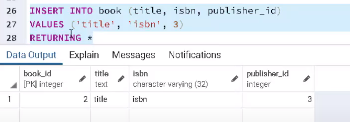 26 INSERT INTO book (title, isbn, publisher_id)
27 VALUES ('title', 'isbn', 3)
28 RETURNING *
Data Output Explain Messages Notifications
book_id [PK] integer title text isbn character varying (32) publisher_id integer
1 2 title isbn 3